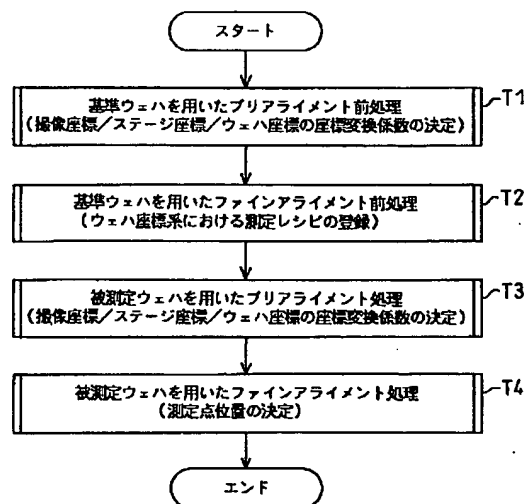 スタート
基準ウェハを用いたプリアライメント前処理
(撮像座標/ステージ座標/ウェハ座標の座標変換係数の決定)
T1
基準ウェハを用いたファインアライメント前処理
(ウェハ座標系における測定レシピの登録)
T2
被測定ウェハを用いたプリアライメント処理
(撮像座標/ステージ座標/ウェハ座標の座標変換係数の決定)
T3
被測定ウェハを用いたファインアライメント処理
(測定点位置の決定)
T4
エンド